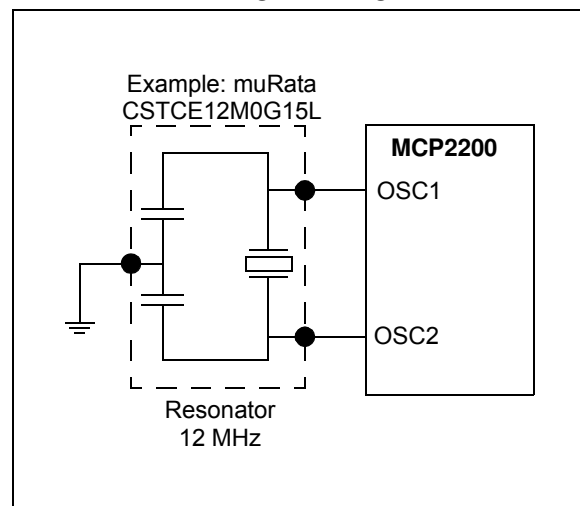 Example: muRata
CSTCE12M0G15L
MCP2200
OSC1
OSC2
Resonator
12 MHz